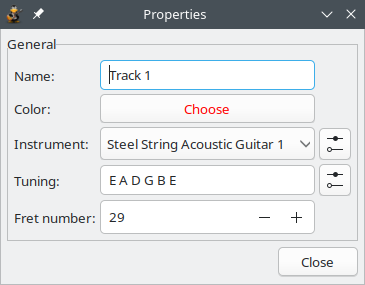 Properties
General
Name: Track 1
Color: Choose
Instrument: Steel String Acoustic Guitar 1
Tuning: E A D G B E
Fret number: 29
Close